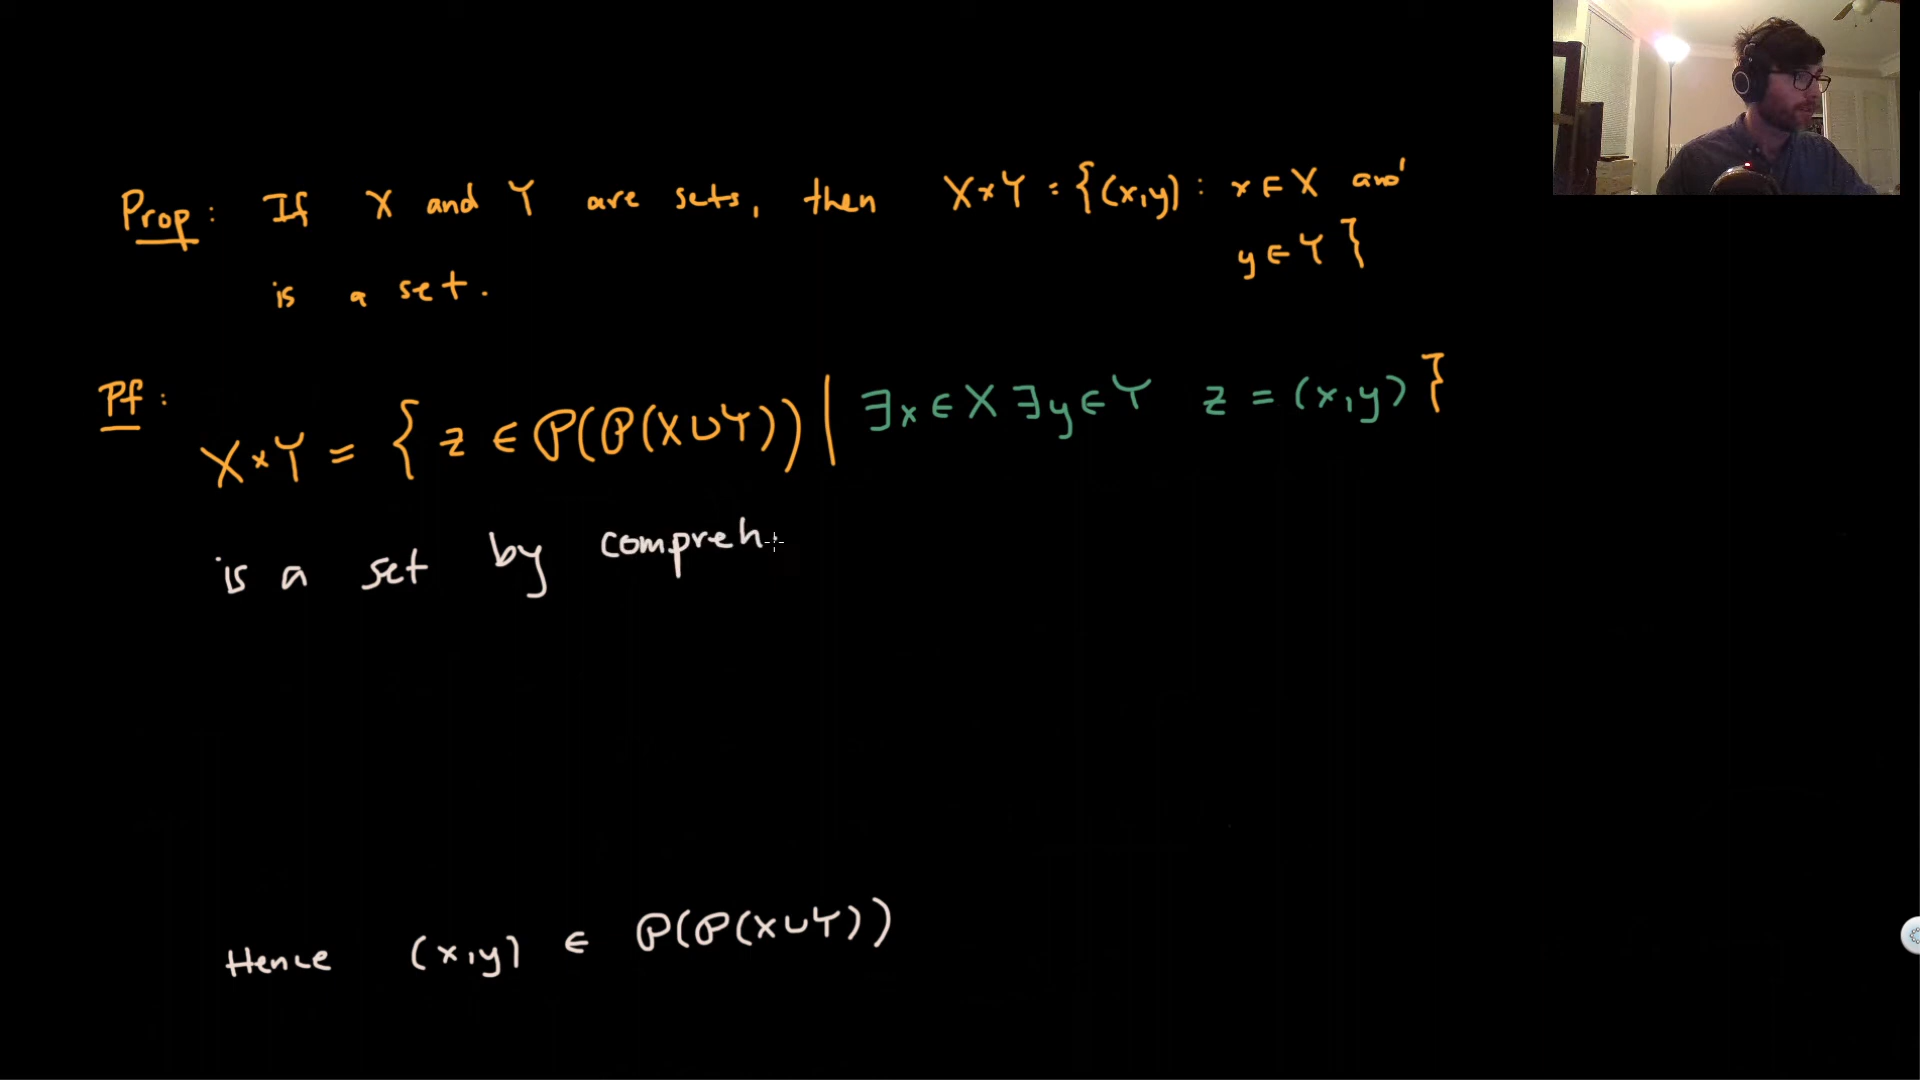 Prop: If X and Y are sets, then X×Y = {(x,y) : x∈X and
y∈Y}
is a set.
Pf:
X×Y = { z ∈ ℙ(ℙ(X∪Y)) | ∃x∈X ∃y∈Y z = (x,y) }
is a set by compreh
Hence (x,y) ∈ ℙ(ℙ(X∪Y))